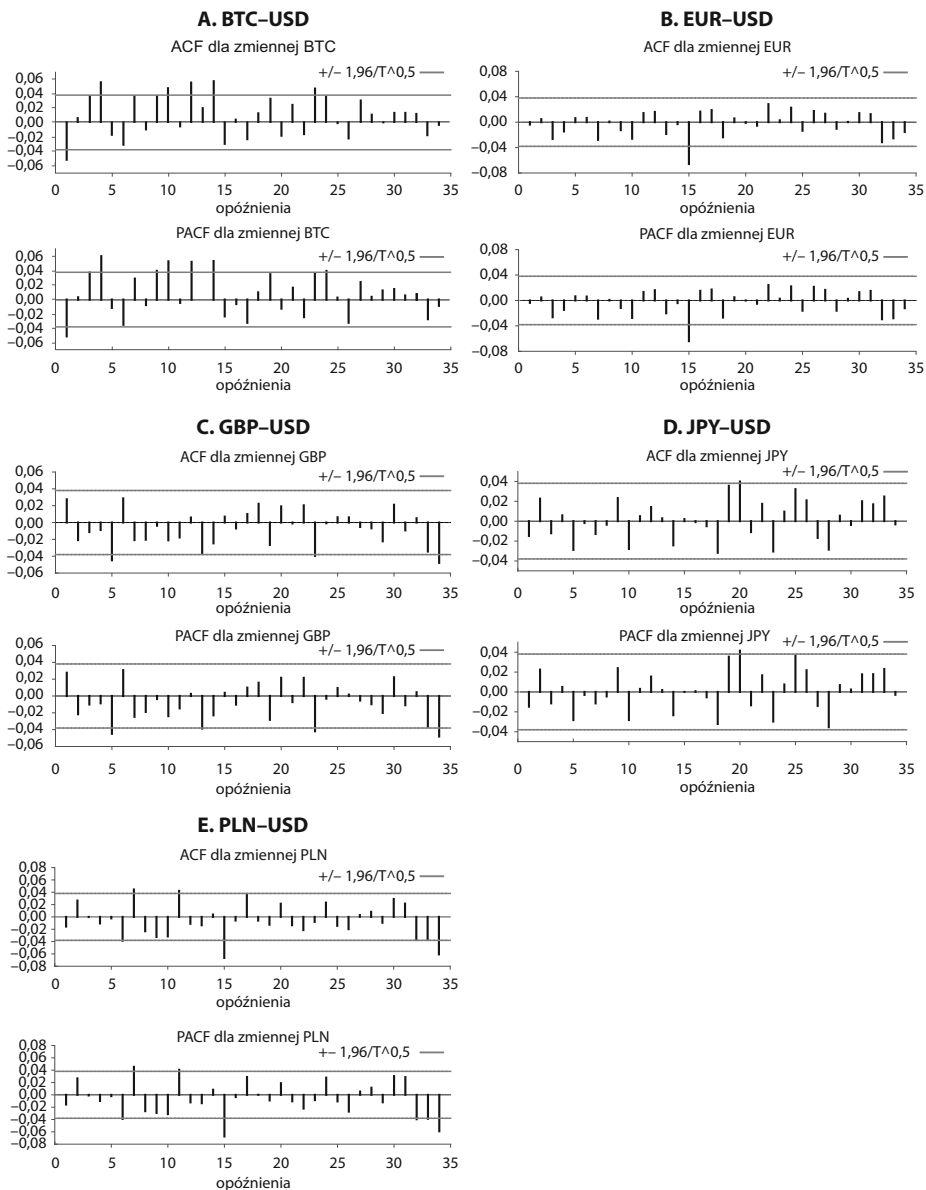 A. BTC–USD
ACF dla zmiennej BTC
+/– 1,96/T^0,5
0,06
0,04
0,02
0,00
–0,02
–0,04
–0,06
0 5 10 15 20 25 30 35
opóźnienia
PACF dla zmiennej BTC
+/– 1,96/T^0,5
0,06
0,04
0,02
0,00
–0,02
–0,04
–0,06
0 5 10 15 20 25 30 35
opóźnienia
B. EUR–USD
ACF dla zmiennej EUR
+/– 1,96/T^0,5
0,08
0,04
0,00
–0,04
–0,08
0 5 10 15 20 25 30 35
opóźnienia
PACF dla zmiennej EUR
+/– 1,96/T^0,5
0,08
0,04
0,00
–0,04
–0,08
0 5 10 15 20 25 30 35
opóźnienia
C. GBP–USD
ACF dla zmiennej GBP
+/– 1,96/T^0,5
0,06
0,04
0,02
0,00
–0,02
–0,04
–0,06
0 5 10 15 20 25 30 35
opóźnienia
PACF dla zmiennej GBP
+/– 1,96/T^0,5
0,06
0,04
0,02
0,00
–0,02
–0,04
–0,06
0 5 10 15 20 25 30 35
opóźnienia
D. JPY–USD
ACF dla zmiennej JPY
+/– 1,96/T^0,5
0,04
0,02
0,00
–0,02
–0,04
0 5 10 15 20 25 30 35
opóźnienia
PACF dla zmiennej JPY
+/– 1,96/T^0,5
0,04
0,02
0,00
–0,02
–0,04
0 5 10 15 20 25 30 35
opóźnienia
E. PLN–USD
ACF dla zmiennej PLN
+/– 1,96/T^0,5
0,08
0,06
0,04
0,02
0,00
–0,02
–0,04
–0,06
–0,08
0 5 10 15 20 25 30 35
opóźnienia
PACF dla zmiennej PLN
+– 1,96/T^0,5
0,08
0,06
0,04
0,02
0,00
–0,02
–0,04
–0,06
–0,08
0 5 10 15 20 25 30 35
opóźnienia